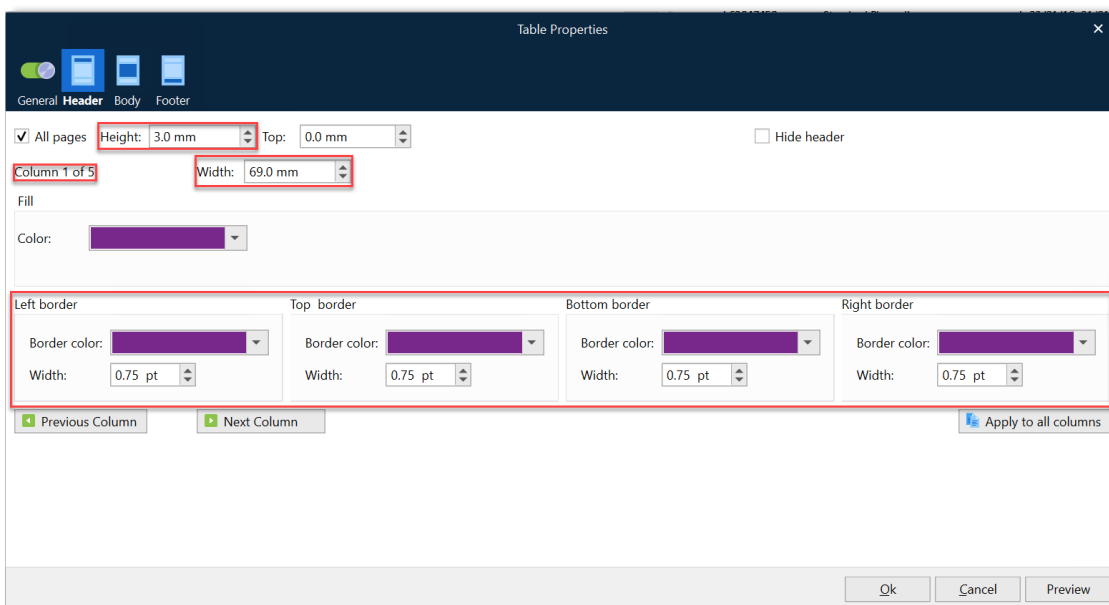 Table Properties
General Header Body Footer
All pages Height: 3.0 mm Top: 0.0 mm Hide header
Column 1 of 5 Width: 69.0 mm
Fill
Color:
Left border Top border Bottom border Right border
Border color: Border color: Border color: Border color:
Width: 0.75 pt Width: 0.75 pt Width: 0.75 pt Width: 0.75 pt
Previous Column Next Column Apply to all columns
Ok Cancel Preview